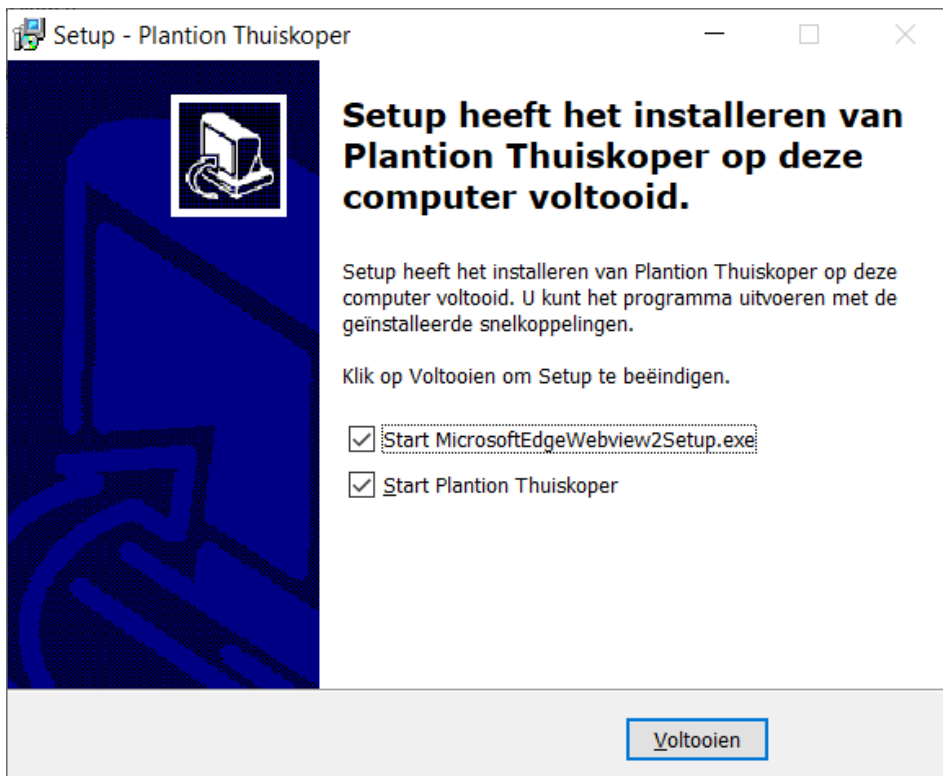 Setup - Plantion Thuiskoper
Setup heeft het installeren van
Plantion Thuiskoper op deze
computer voltooid.
Setup heeft het installeren van Plantion Thuiskoper op deze
computer voltooid. U kunt het programma uitvoeren met de
geïnstalleerde snelkoppelingen.
Klik op Voltooien om Setup te beëindigen.
Start MicrosoftEdgeWebview2Setup.exe
Start Plantion Thuiskoper
Voltooien